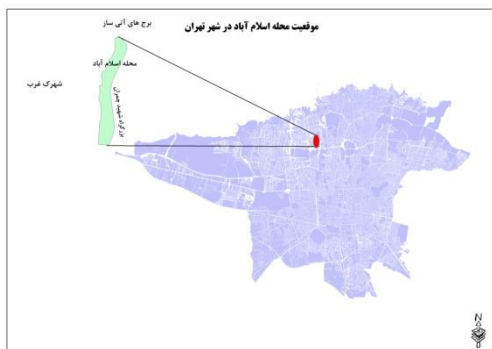 موقعیت محله اسلام آباد در شهر تهران
برج های آتی ساز
محله اسلام آباد
شهرک غرب
بزرگراه شهید چمران
N